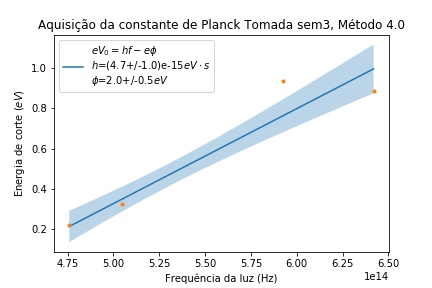 Aquisição da constante de Planck Tomada sem3, Método 4.0
eV₀ = hf − eϕ
h=(4.7+/-1.0)e-15eV · s
ϕ=2.0+/-0.5eV
Energia de corte (eV)
1.0
0.8
0.6
0.4
0.2
4.75 5.00 5.25 5.50 5.75 6.00 6.25 6.50
1e14
Frequência da luz (Hz)